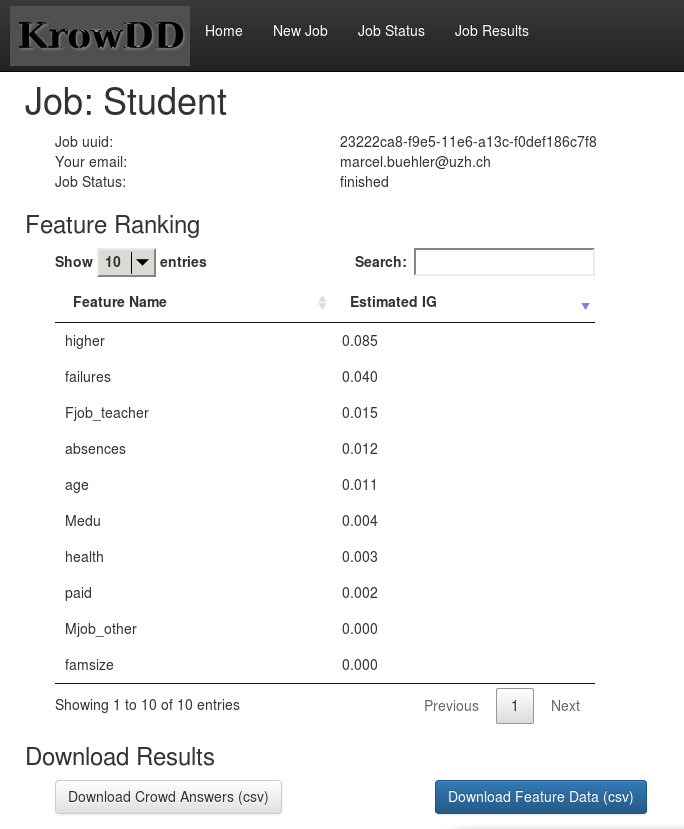 KrowDD Home New Job Job Status Job Results
Job: Student
Job uuid: 23222ca8-f9e5-11e6-a13c-f0def186c7f8
Your email: marcel.buehler@uzh.ch
Job Status: finished
Feature Ranking
Show 10 entries Search:
Feature Name Estimated IG
higher 0.085
failures 0.040
Fjob_teacher 0.015
absences 0.012
age 0.011
Medu 0.004
health 0.003
paid 0.002
Mjob_other 0.000
famsize 0.000
Showing 1 to 10 of 10 entries Previous 1 Next
Download Results
Download Crowd Answers (csv) Download Feature Data (csv)